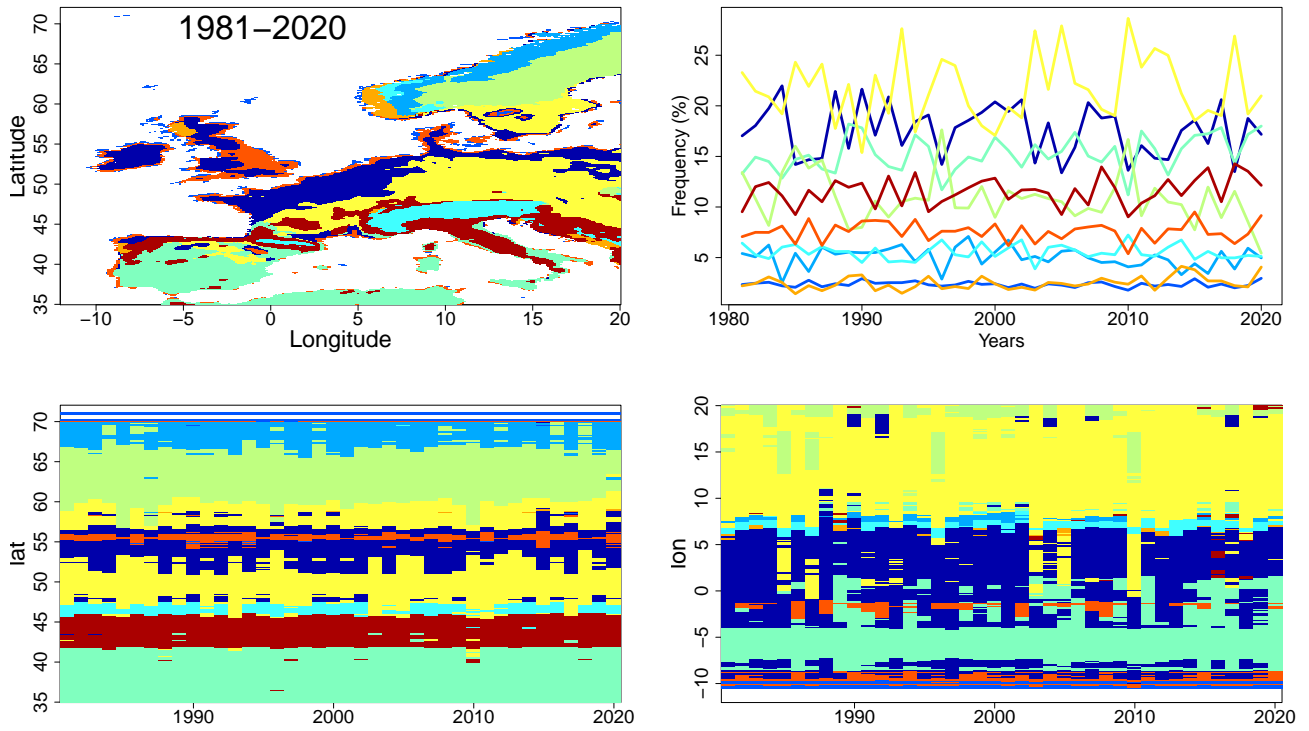 1981−2020
35 40 45 50 55 60 65 70
Latitude
−10 −5 0 5 10 15 20
Longitude
5 10 15 20 25
Frequency (%)
1980 1990 2000 2010 2020
Years
35 40 45 50 55 60 65 70
lat
1990 2000 2010 2020
−10 −5 0 5 10 15 20
lon
1990 2000 2010 2020